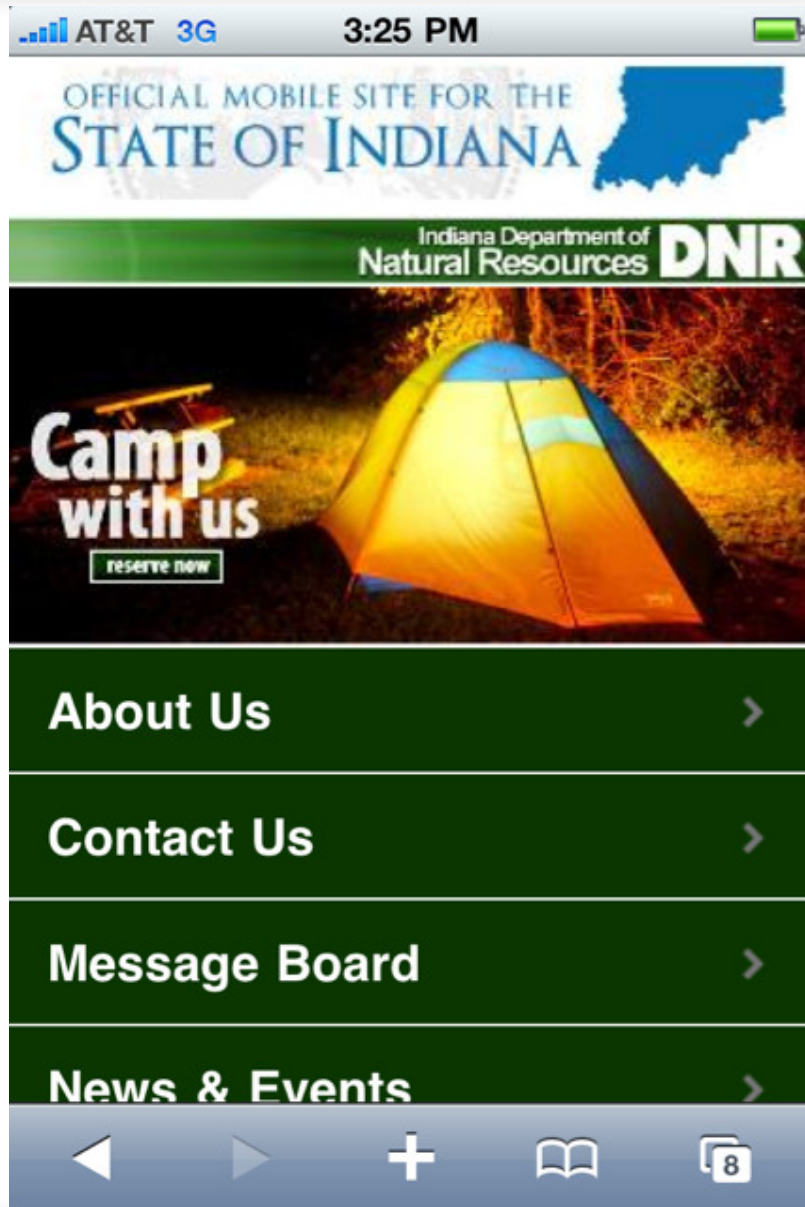 AT&T 3G 3:25 PM
OFFICIAL MOBILE SITE FOR THE
STATE OF INDIANA
Indiana Department of
Natural Resources DNR
Camp
with us
reserve now
About Us
Contact Us
Message Board
News & Events
8